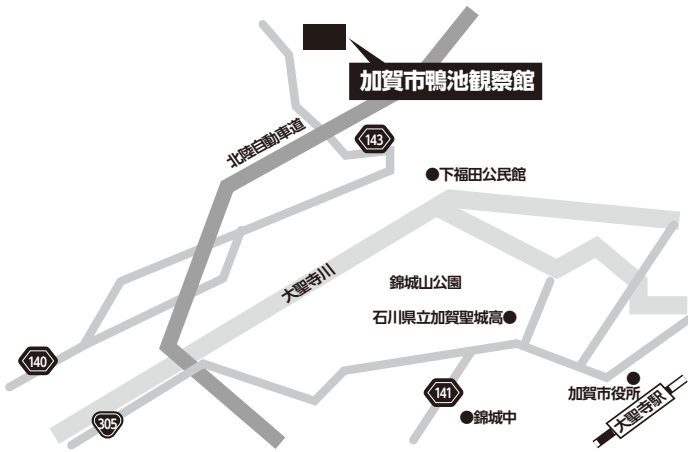 加賀市鴨池観察館
北陸自動車道
143
下福田公民館
大聖寺川
錦城山公園
石川県立加賀聖城高
140
141
加賀市役所
305
錦城中
大聖寺駅